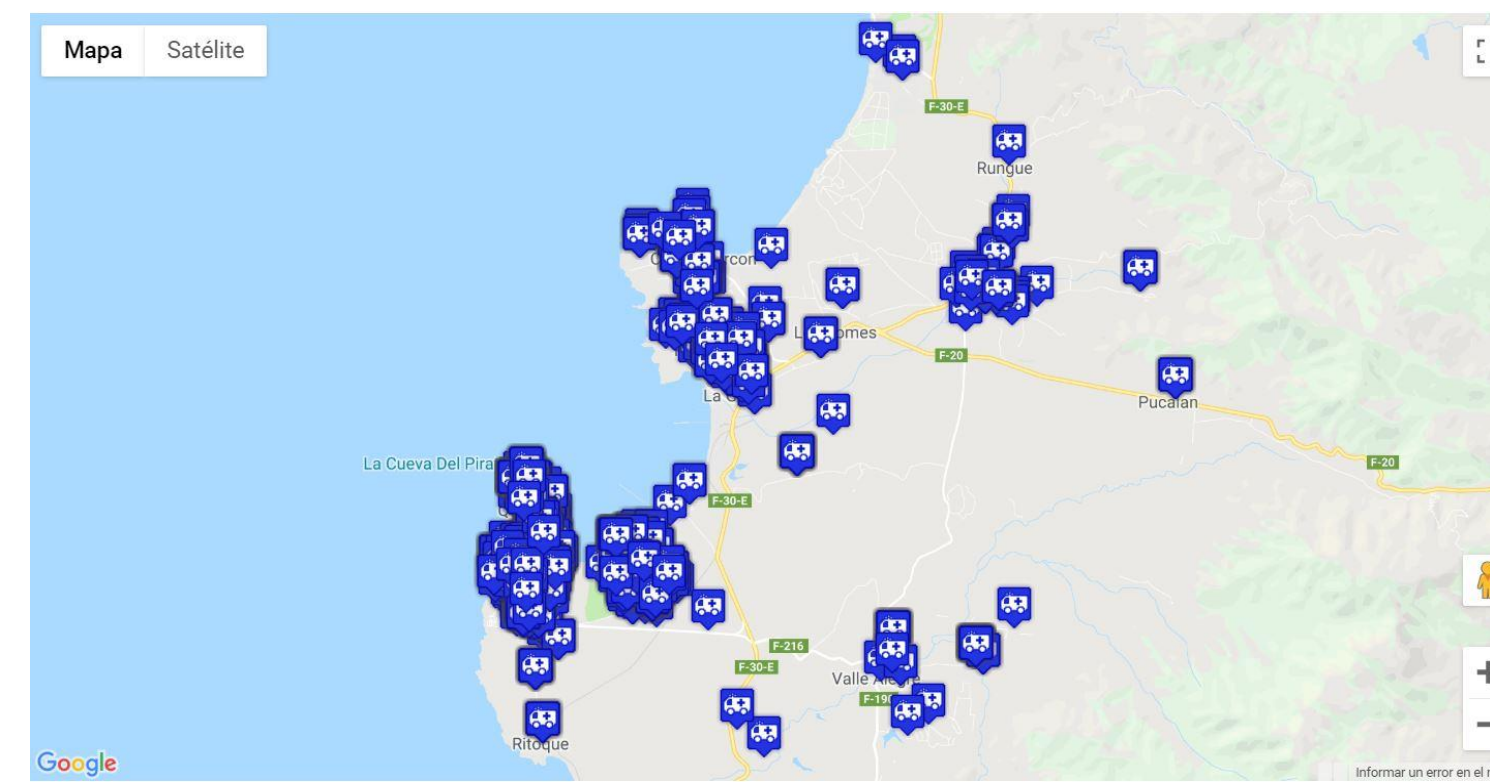 Mapa Satélite
F-30-E
Rungue
F-20
Pucalan
La Cueva Del Pira
F-20
F-30-E
F-216
F-30-E
Valle
Ritoque
Google
Informar un error en el